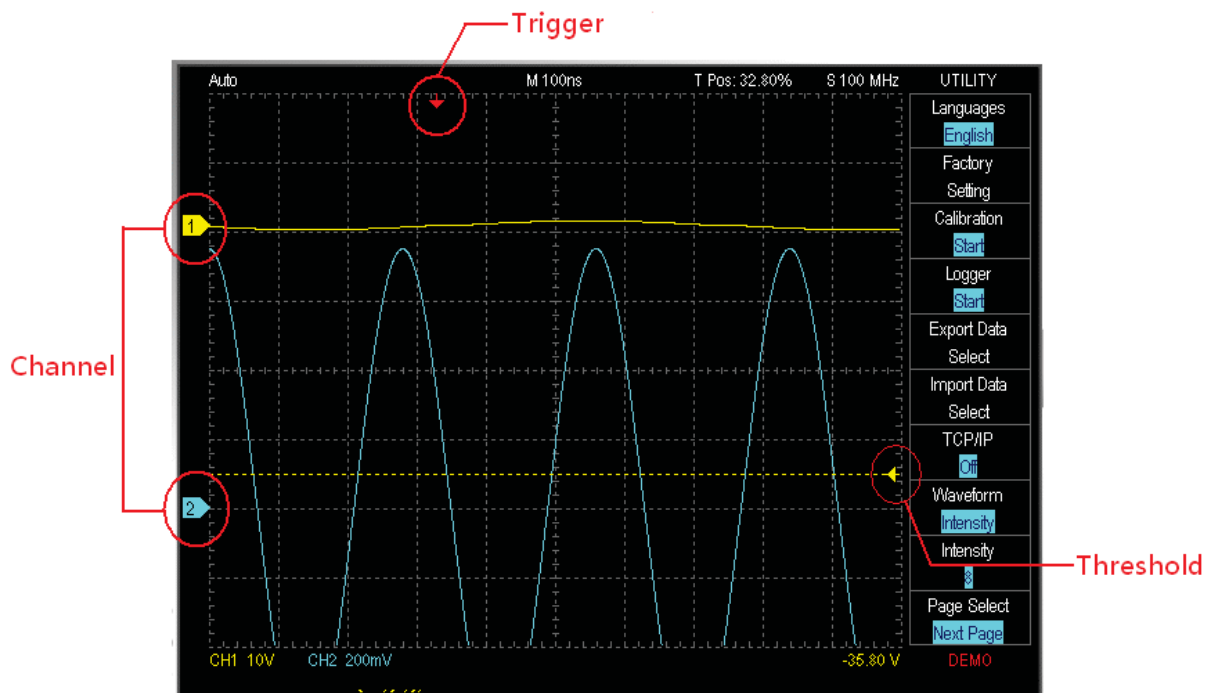 Trigger
Auto
M 100ns
T Pos: 32.80%
S 100 MHz
UTILITY
Languages
English
Factory
Setting
1
Calibration
Start
Logger
Start
Export Data
Select
Channel
Import Data
Select
TCP/IP
Off
2
Waveform
Intensity
Intensity
8
Threshold
Page Select
Next Page
CH1 10V
CH2 200mV
-35.80 V
DEMO